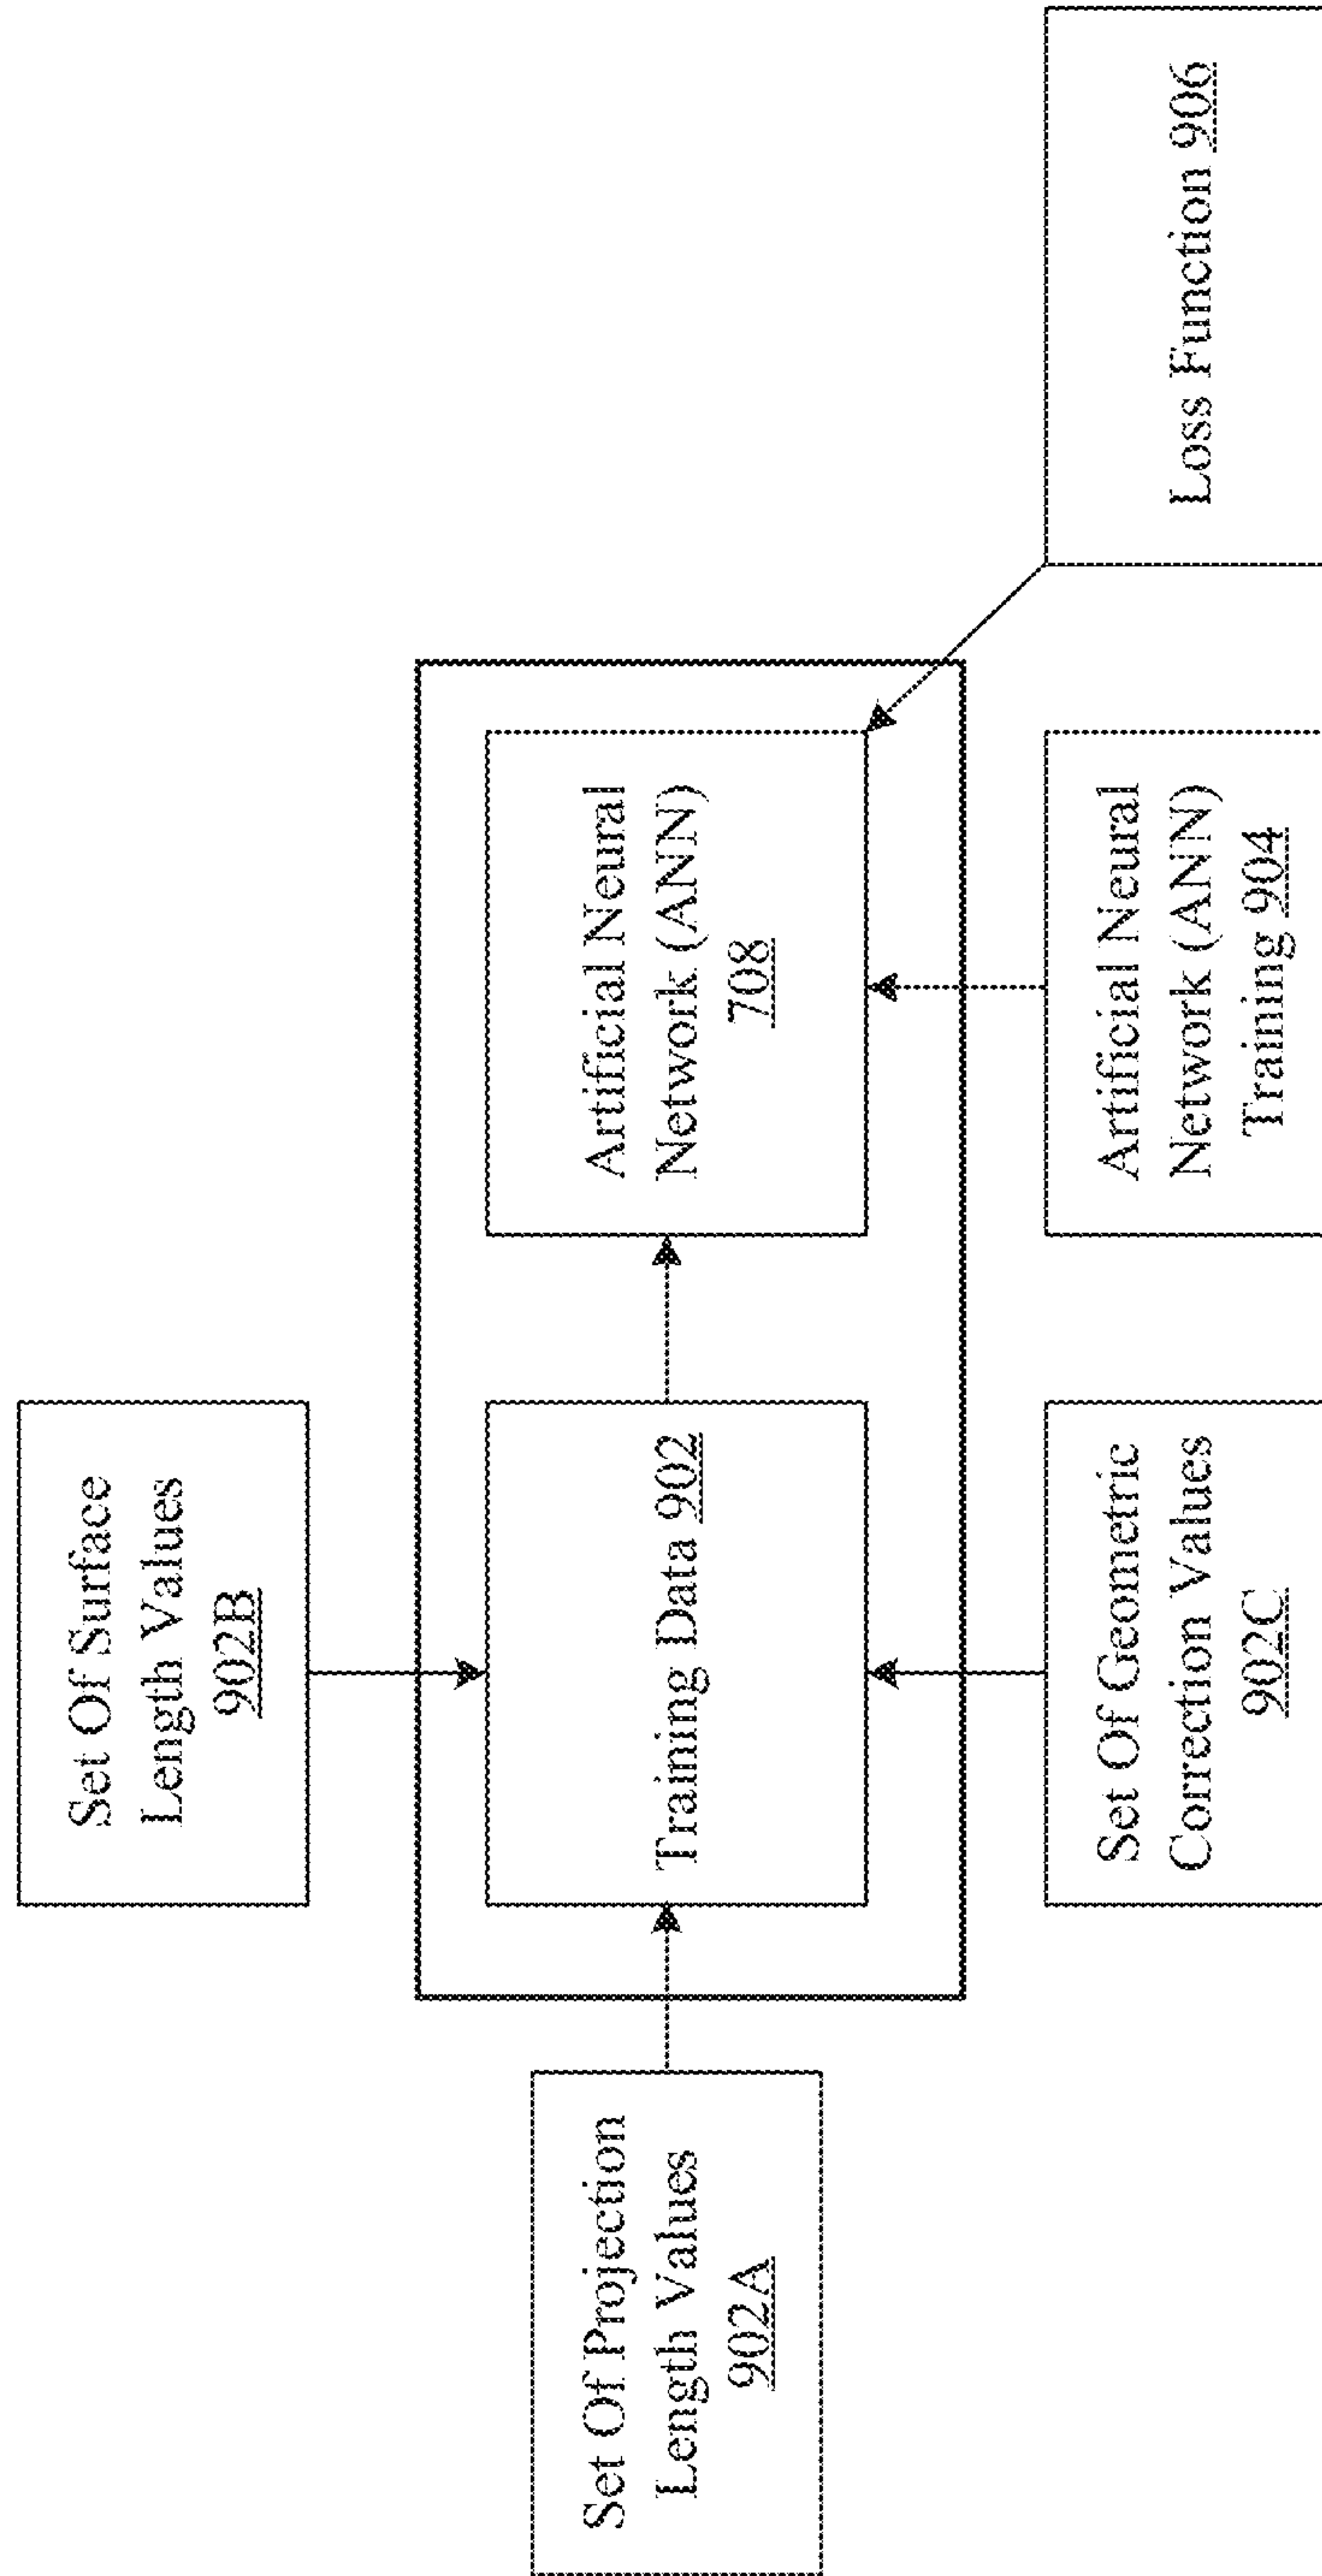 Set Of Surface
Length Values
902B
Set Of Projection
Length Values
902A
Training Data 902
Artificial Neural
Network (ANN)
708
Set Of Geometric
Correction Values
902C
Artificial Neural
Network (ANN)
Training 904
Loss Function 906